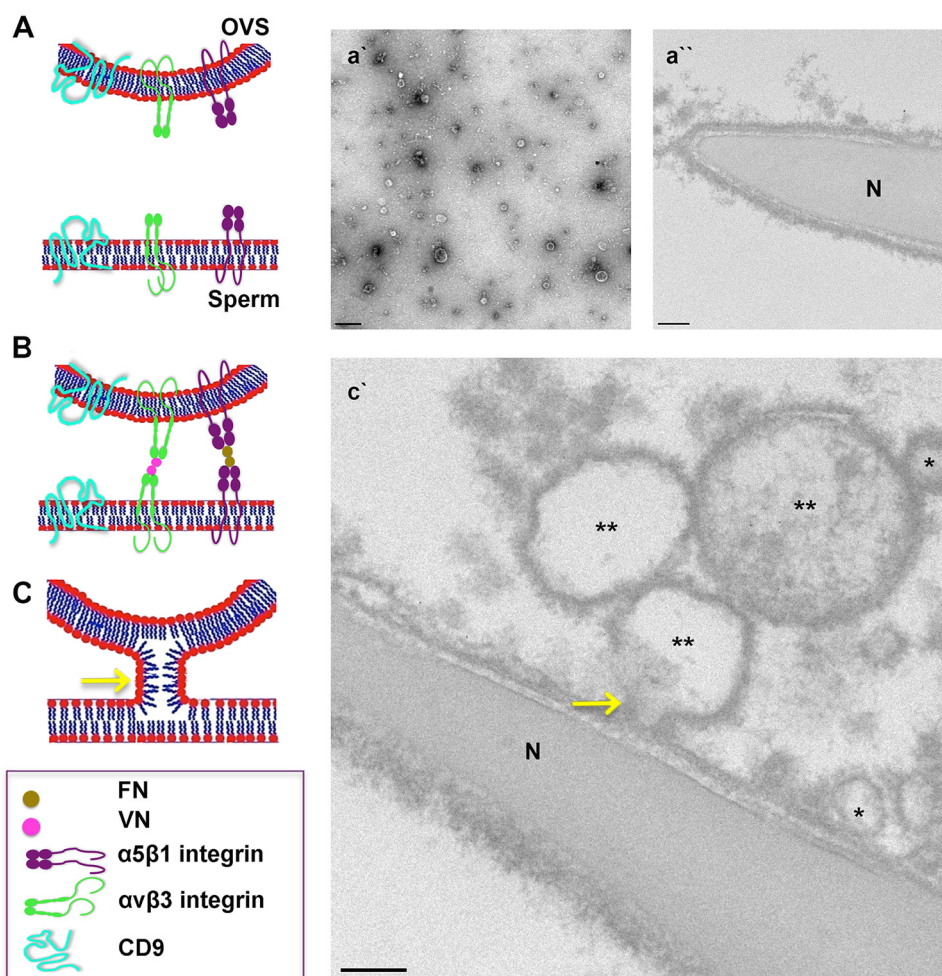 A
OVS
Sperm
a`
a``
N
B
C
c`
**
**
*
**
N
*
FN
VN
α5β1 integrin
αvβ3 integrin
CD9